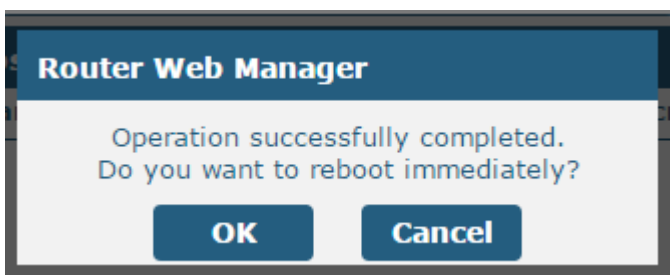 Router Web Manager
Operation successfully completed.
Do you want to reboot immediately?
OK Cancel